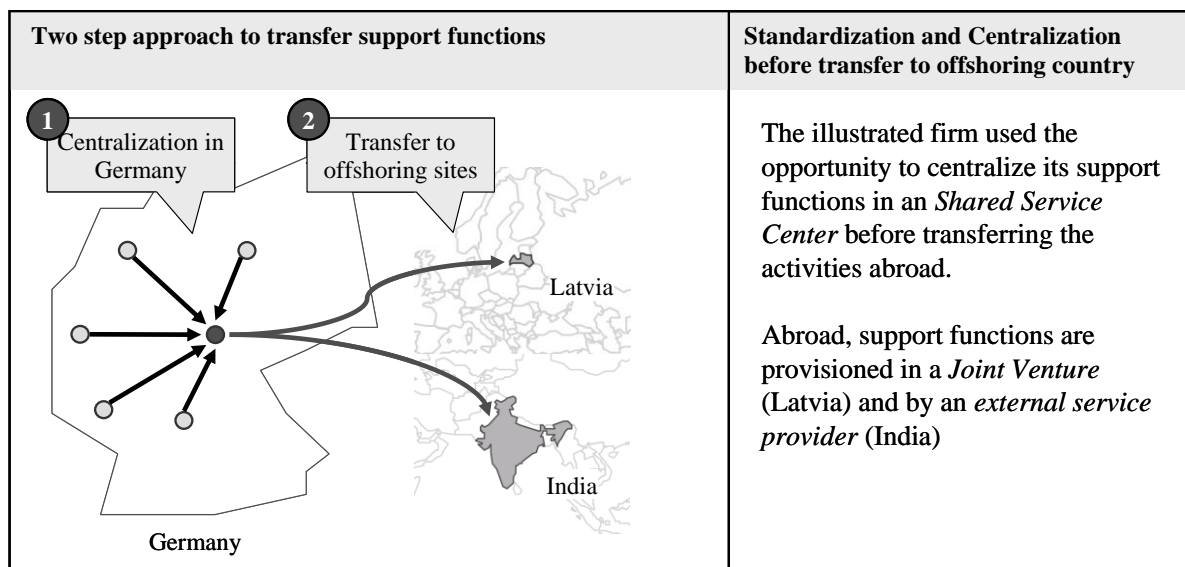 Two step approach to transfer support functions
Standardization and Centralization
before transfer to offshoring country
1
Centralization in
Germany
2
Transfer to
offshoring sites
Latvia
India
Germany
The illustrated firm used the
opportunity to centralize its support
functions in an Shared Service
Center before transferring the
activities abroad.
Abroad, support functions are
provisioned in a Joint Venture
(Latvia) and by an external service
provider (India)